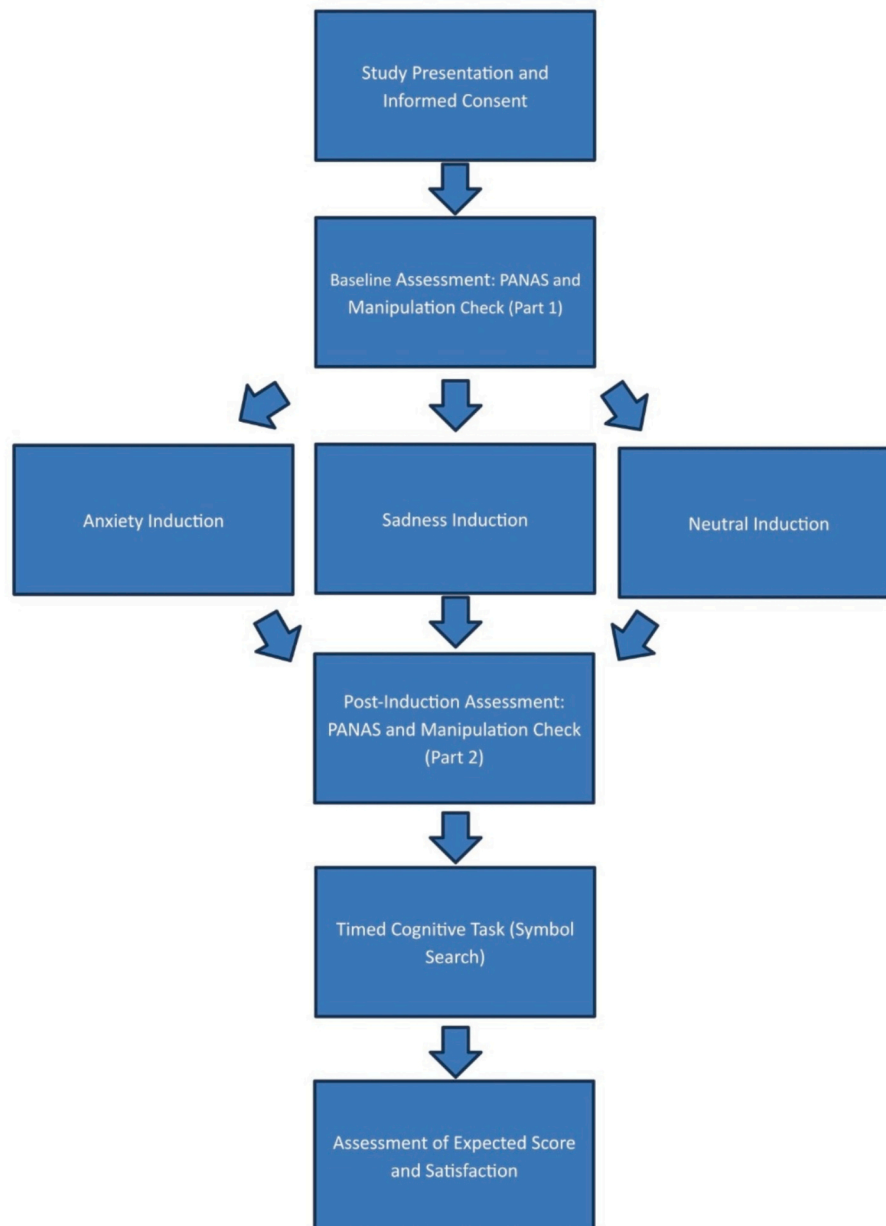 Study Presentation and
Informed Consent
Baseline Assessment: PANAS and
Manipulation Check (Part 1)
Anxiety Induction
Sadness Induction
Neutral Induction
Post-Induction Assessment:
PANAS and Manipulation Check
(Part 2)
Timed Cognitive Task (Symbol
Search)
Assessment of Expected Score
and Satisfaction